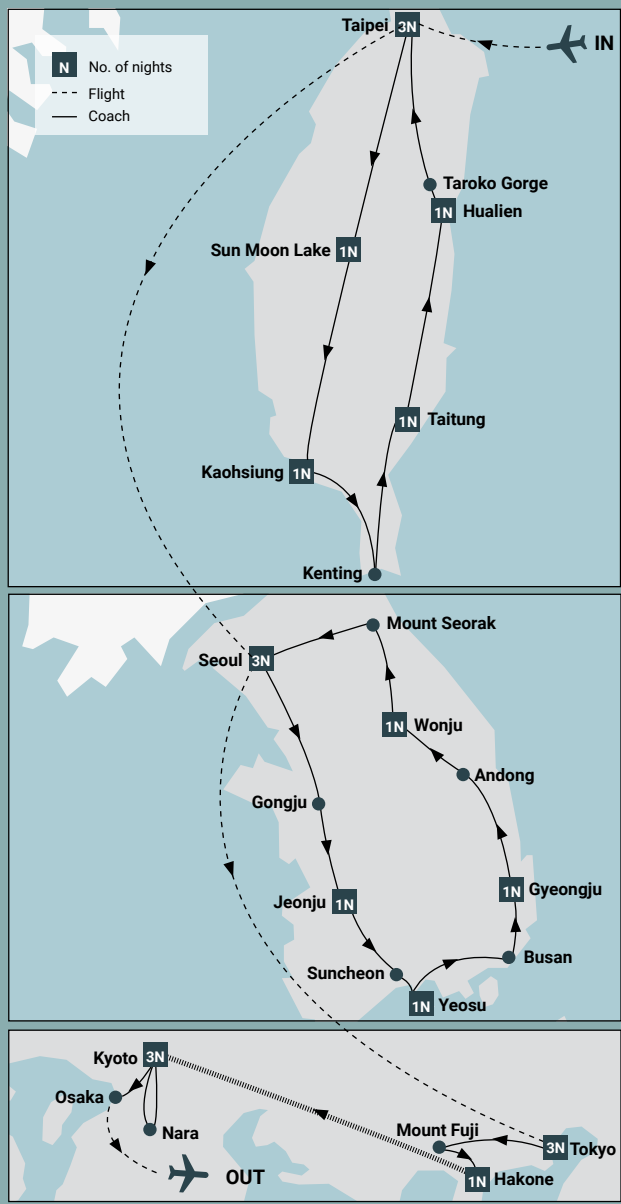 Taipei
3N
IN
N
No. of nights
Flight
Coach
Taroko Gorge
1N
Hualien
Sun Moon Lake
1N
1N
Taitung
Kaohsiung
1N
Kenting
Mount Seorak
Seoul
3N
1N
Wonju
Andong
Gongju
Jeonju
1N
1N
Gyeongju
Suncheon
Busan
1N
Yeosu
Kyoto
3N
Osaka
Nara
OUT
Mount Fuji
3N
Tokyo
1N
Hakone